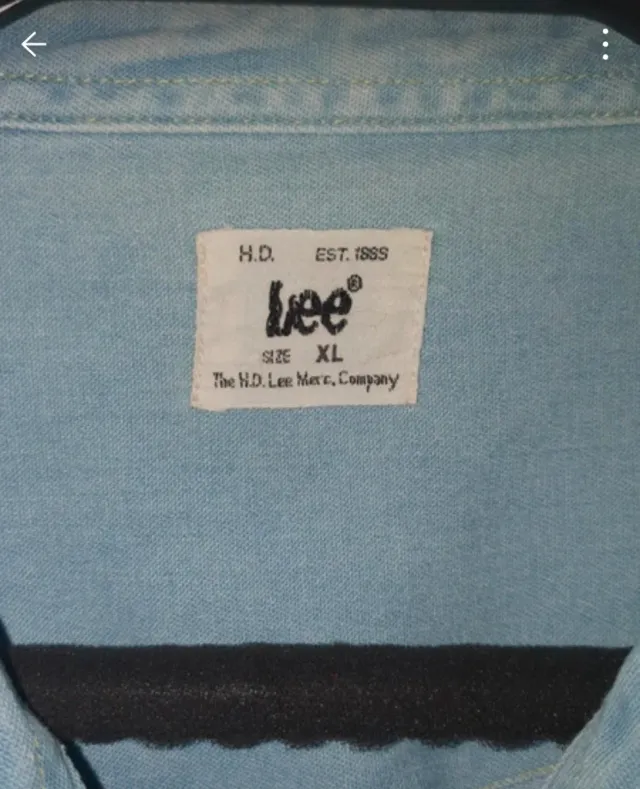 H.D. EST. 1889
Lee®
SIZE XL
The H.D. Lee Merc. Company